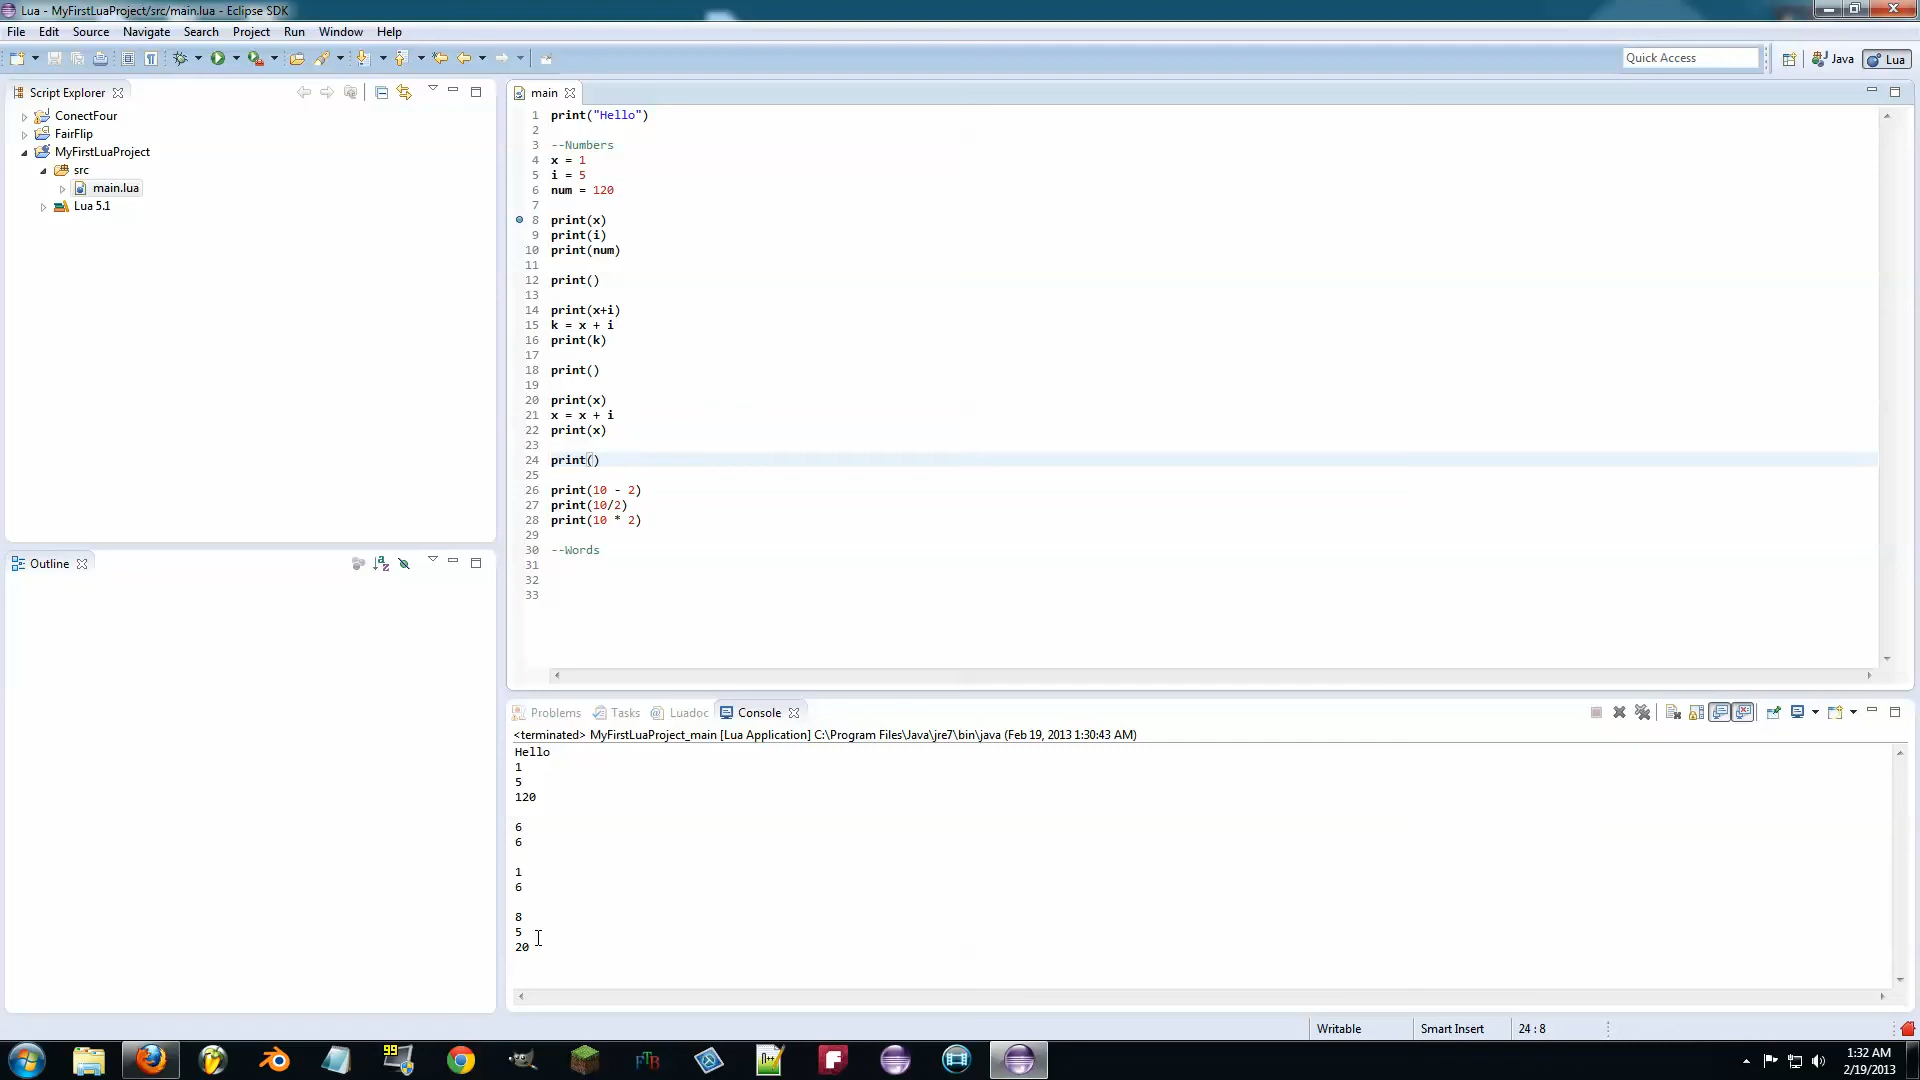 Lua - MyFirstLuaProject/src/main.lua - Eclipse SDK
File Edit Source Navigate Search Project Run Window Help
Quick Access
Java
Lua
Script Explorer
ConectFour
FairFlip
MyFirstLuaProject
src
main.lua
Lua 5.1
Outline
main
1 print("Hello")
2
3 --Numbers
4 x = 1
5 i = 5
6 num = 120
7
8 print(x)
9 print(i)
10 print(num)
11
12 print()
13
14 print(x+i)
15 k = x + i
16 print(k)
17
18 print()
19
20 print(x)
21 x = x + i
22 print(x)
23
24 print()
25
26 print(10 - 2)
27 print(10/2)
28 print(10 * 2)
29
30 --Words
31
32
33
Problems Tasks Luadoc Console
<terminated> MyFirstLuaProject_main [Lua Application] C:\Program Files\Java\jre7\bin\java (Feb 19, 2013 1:30:43 AM)
Hello
1
5
120
6
6
1
6
8
5
20
Writable Smart Insert 24 : 8
99
FTB
1:32 AM
2/19/2013